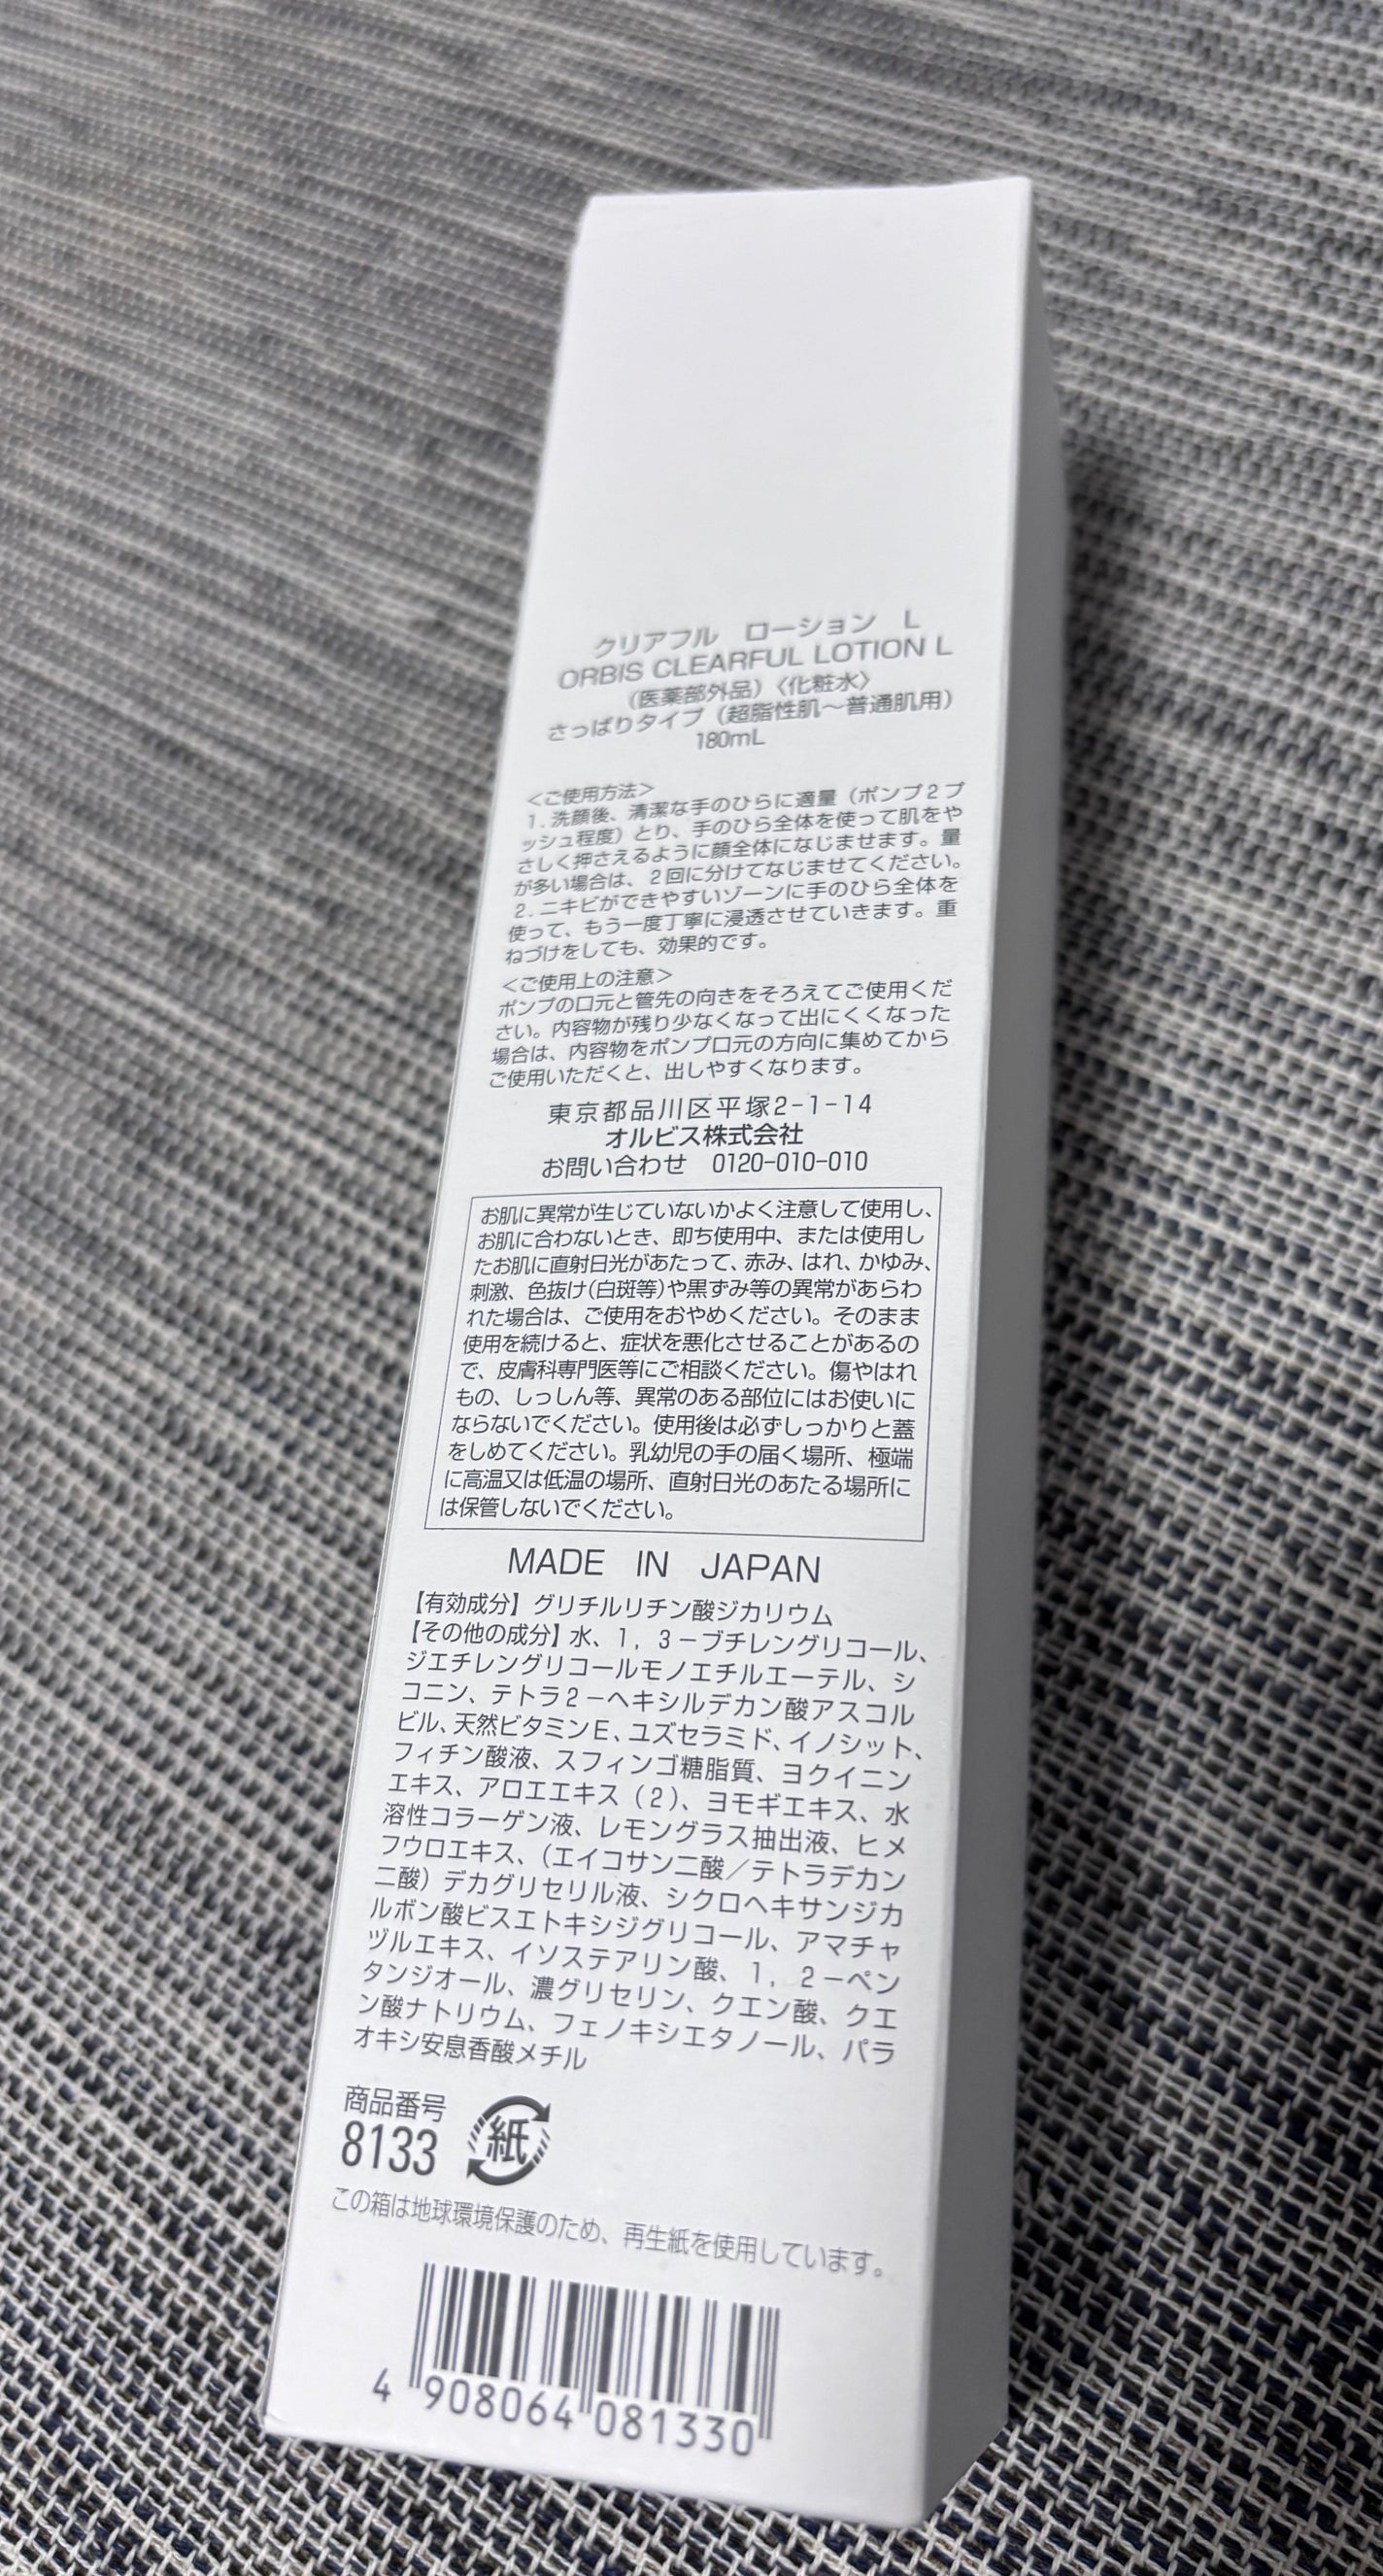 クリアフル　ローション　L
ORBIS CLEARFUL LOTION L
（医薬部外品）〈化粧水〉
さっぱりタイプ（超脂性肌～普通肌用）
180mL
＜ご使用方法＞
1．洗顔後、清潔な手のひらに適量（ポンプ2プ
ッシュ程度）とり、手のひら全体を使って肌をや
さしく押さえるように顔全体になじませます。量
が多い場合は、2回に分けてなじませてください。
2．ニキビができやすいゾーンに手のひら全体を
使って、もう一度丁寧に浸透させていきます。重
ねづけをしても、効果的です。
＜ご使用上の注意＞
ポンプの口元と管先の向きをそろえてご使用くだ
さい。内容物が残り少なくなって出にくくなった
場合は、内容物をポンプ口元の方向に集めてから
ご使用いただくと、出しやすくなります。
東京都品川区平塚2-1-14
オルビス株式会社
お問い合わせ　0120-010-010
お肌に異常が生じていないかよく注意して使用し、
お肌に合わないとき、即ち使用中、または使用し
たお肌に直射日光があたって、赤み、はれ、かゆみ、
刺激、色抜け（白斑等）や黒ずみ等の異常があらわ
れた場合は、ご使用をおやめください。そのまま
使用を続けると、症状を悪化させることがあるの
で、皮膚科専門医等にご相談ください。傷やはれ
もの、しっしん等、異常のある部位にはお使いに
ならないでください。使用後は必ずしっかりと蓋
をしめてください。乳幼児の手の届く場所、極端
に高温又は低温の場所、直射日光のあたる場所に
は保管しないでください。
MADE IN JAPAN
【有効成分】グリチルリチン酸ジカリウム
【その他の成分】水、1，3－ブチレングリコール、
ジエチレングリコールモノエチルエーテル、シ
コニン、テトラ2－ヘキシルデカン酸アスコル
ビル、天然ビタミンE、ユズセラミド、イノシット、
フィチン酸液、スフィンゴ糖脂質、ヨクイニン
エキス、アロエエキス（2）、ヨモギエキス、水
溶性コラーゲン液、レモングラス抽出液、ヒメ
フウロエキス、（エイコサン二酸／テトラデカン
二酸）デカグリセリル液、シクロヘキサンジカ
ルボン酸ビスエトキシジグリコール、アマチャ
ヅルエキス、イソステアリン酸、1，2－ペン
タンジオール、濃グリセリン、クエン酸、クエ
ン酸ナトリウム、フェノキシエタノール、パラ
オキシ安息香酸メチル
商品番号
8133
紙
この箱は地球環境保護のため、再生紙を使用しています。
4 908064 081330